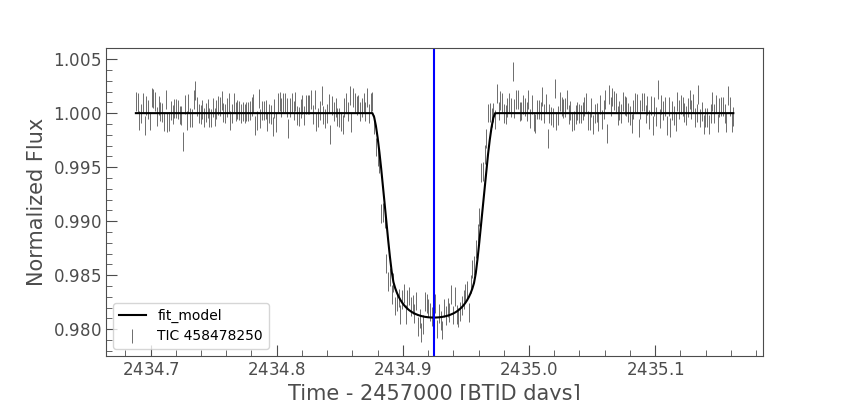 1.005
1.000
0.995
0.990
0.985
0.980
Normalized Flux
fit_model
TIC 458478250
2434.7 2434.8 2434.9 2435.0 2435.1
Time - 2457000 [BTJD days]